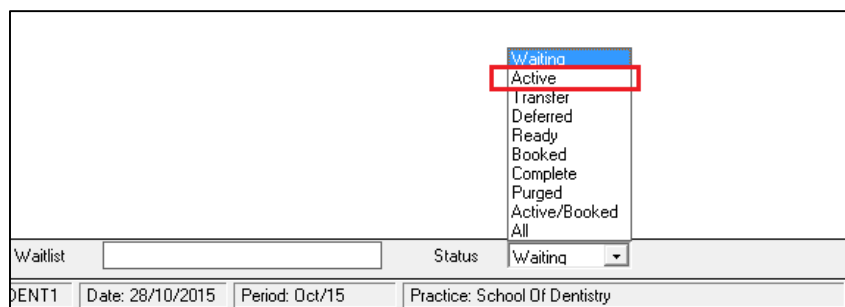 Waiting
Active
Transfer
Deferred
Ready
Booked
Complete
Purged
Active/Booked
All
Waitlist Status Waiting
DENT1 Date: 28/10/2015 Period: Oct/15 Practice: School Of Dentistry